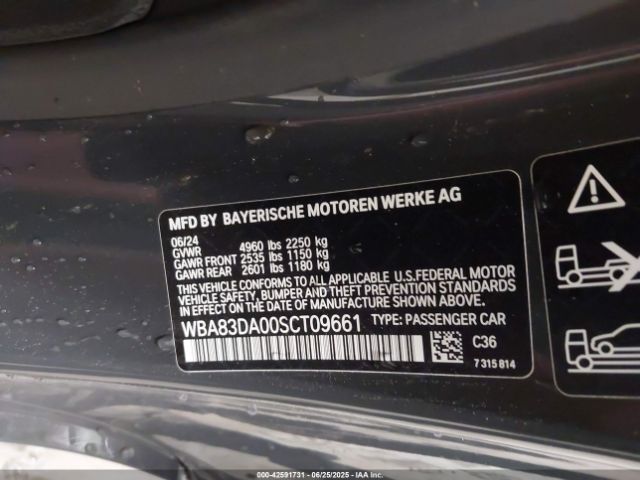 MFD BY BAYERISCHE MOTOREN WERKE AG
06/24
GVWR 4960 lbs 2250 kg
GAWR FRONT 2535 lbs 1150 kg
GAWR REAR 2601 lbs 1180 kg
THIS VEHICLE CONFORMS TO ALL APPLICABLE U.S.FEDERAL MOTOR
VEHICLE SAFETY, BUMPER, AND THEFT PREVENTION STANDARDS
IN EFFECT ON THE DATE OF MANUFACTURE SHOWN ABOVE.
WBA83DA00SCT09661 TYPE: PASSENGER CAR
C36
7315814
000-42591731 - 06/25/2025 - IAA Inc.